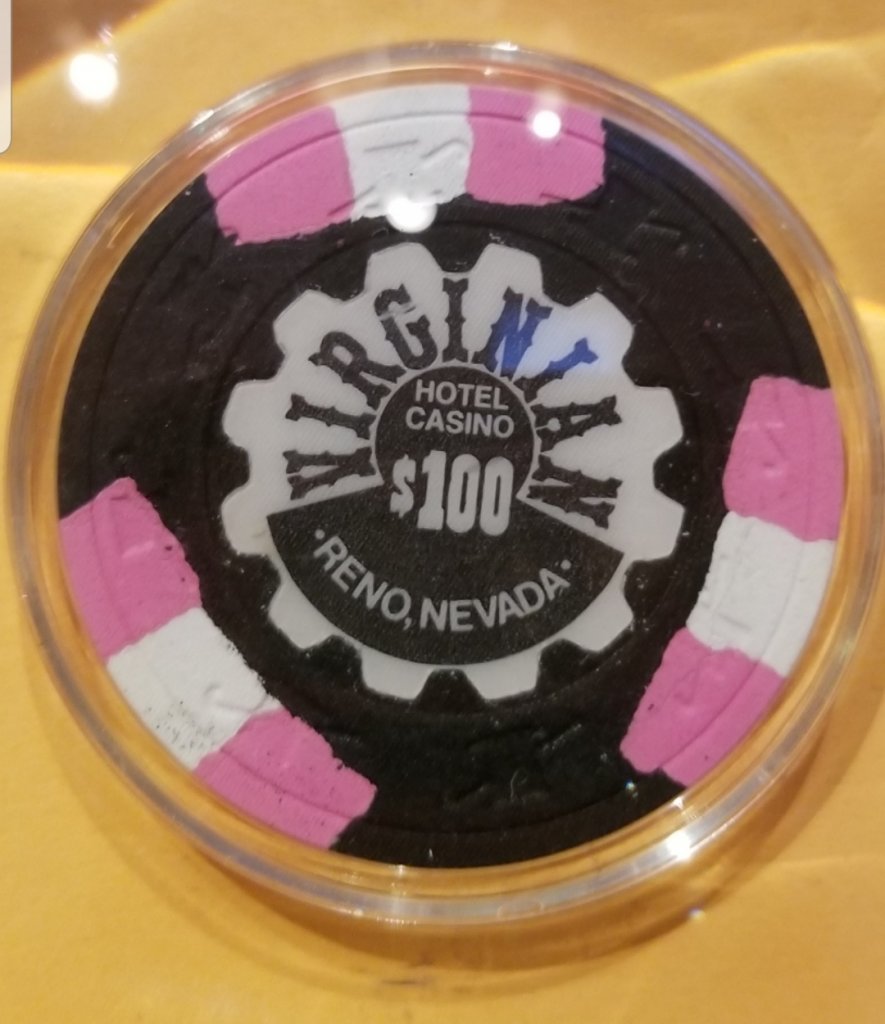 VIRGINIAN
HOTEL
CASINO
$100
·RENO, NEVADA·